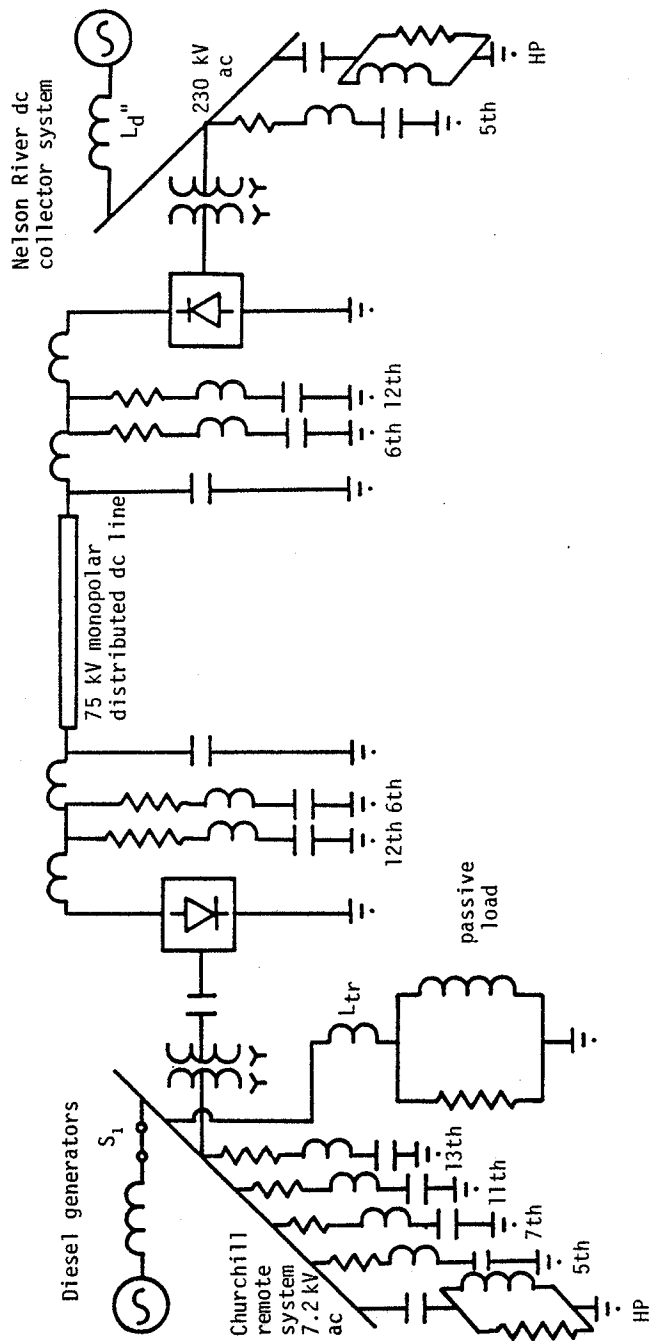 Diesel generators
S1
Churchill
remote
system
7.2 kV
ac
HP
5th
7th
11th
13th
Y Y
Ltr
passive
load
12th 6th
75 kV monopolar
distributed dc line
6th 12th
Nelson River dc
collector system
Ld"
230 kV
ac
Y Y
5th
HP